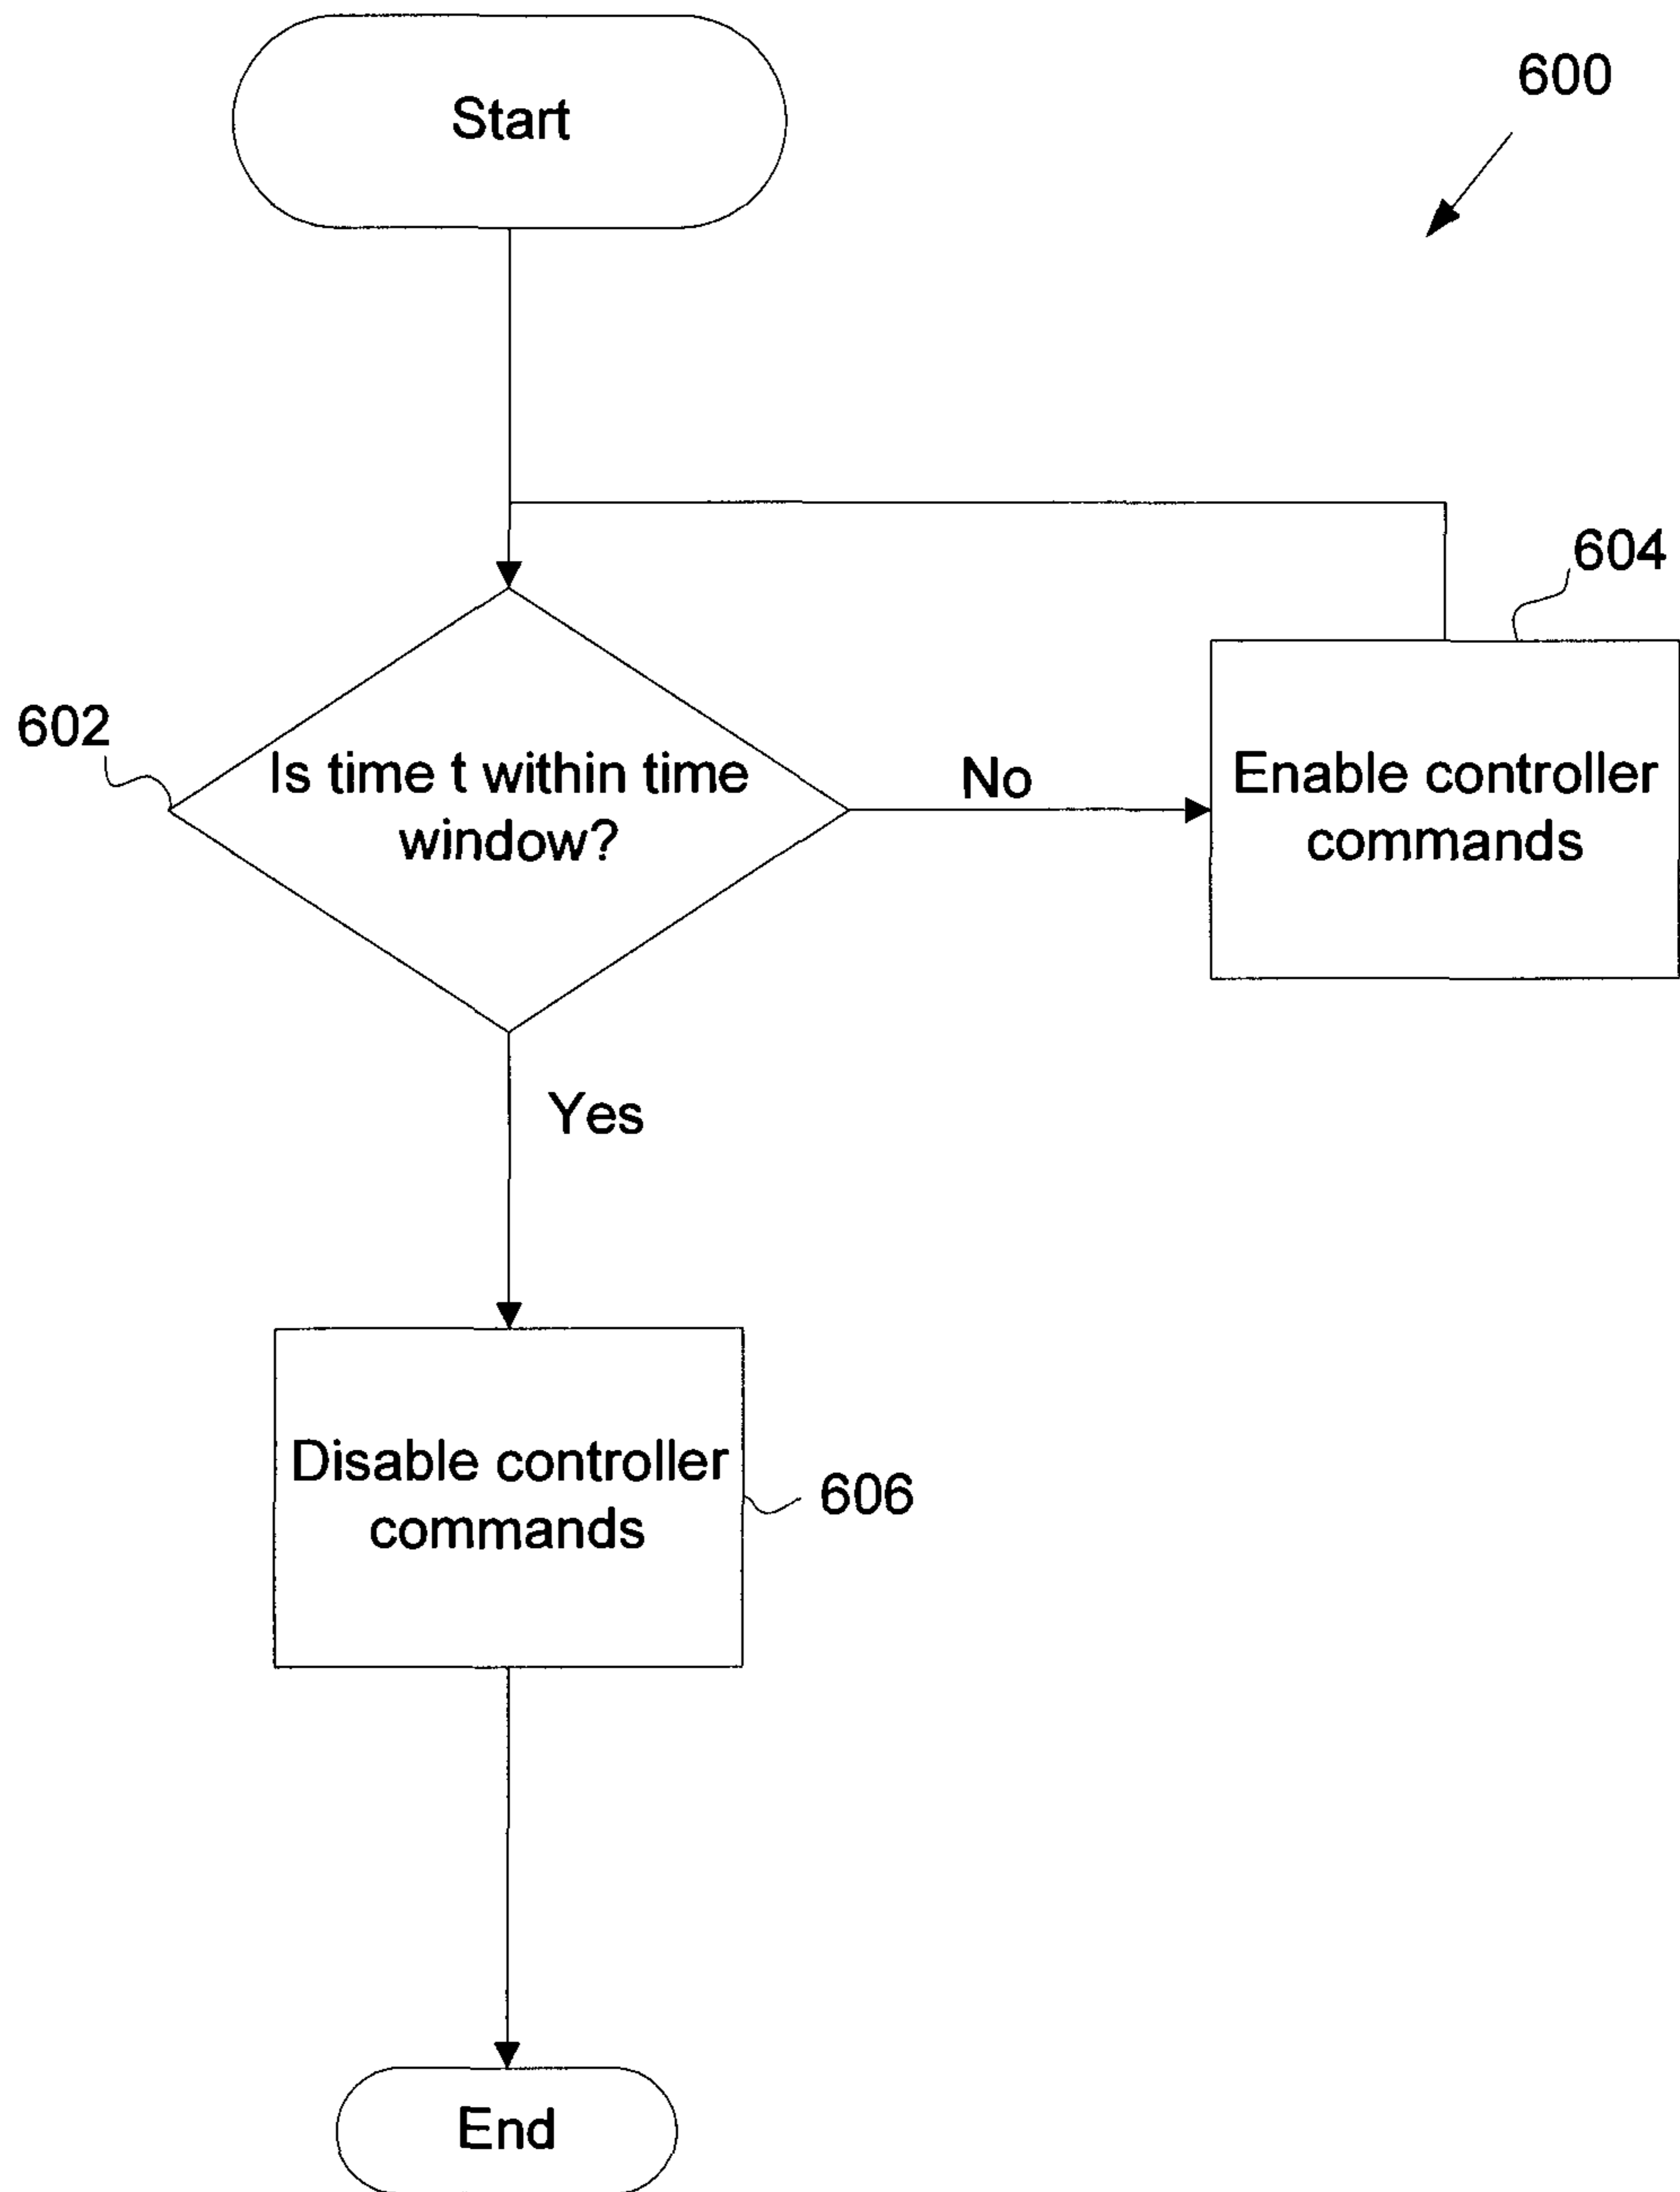 Start
600
604
602
Is time t within time
window?
No
Enable controller
commands
Yes
Disable controller
commands
606
End